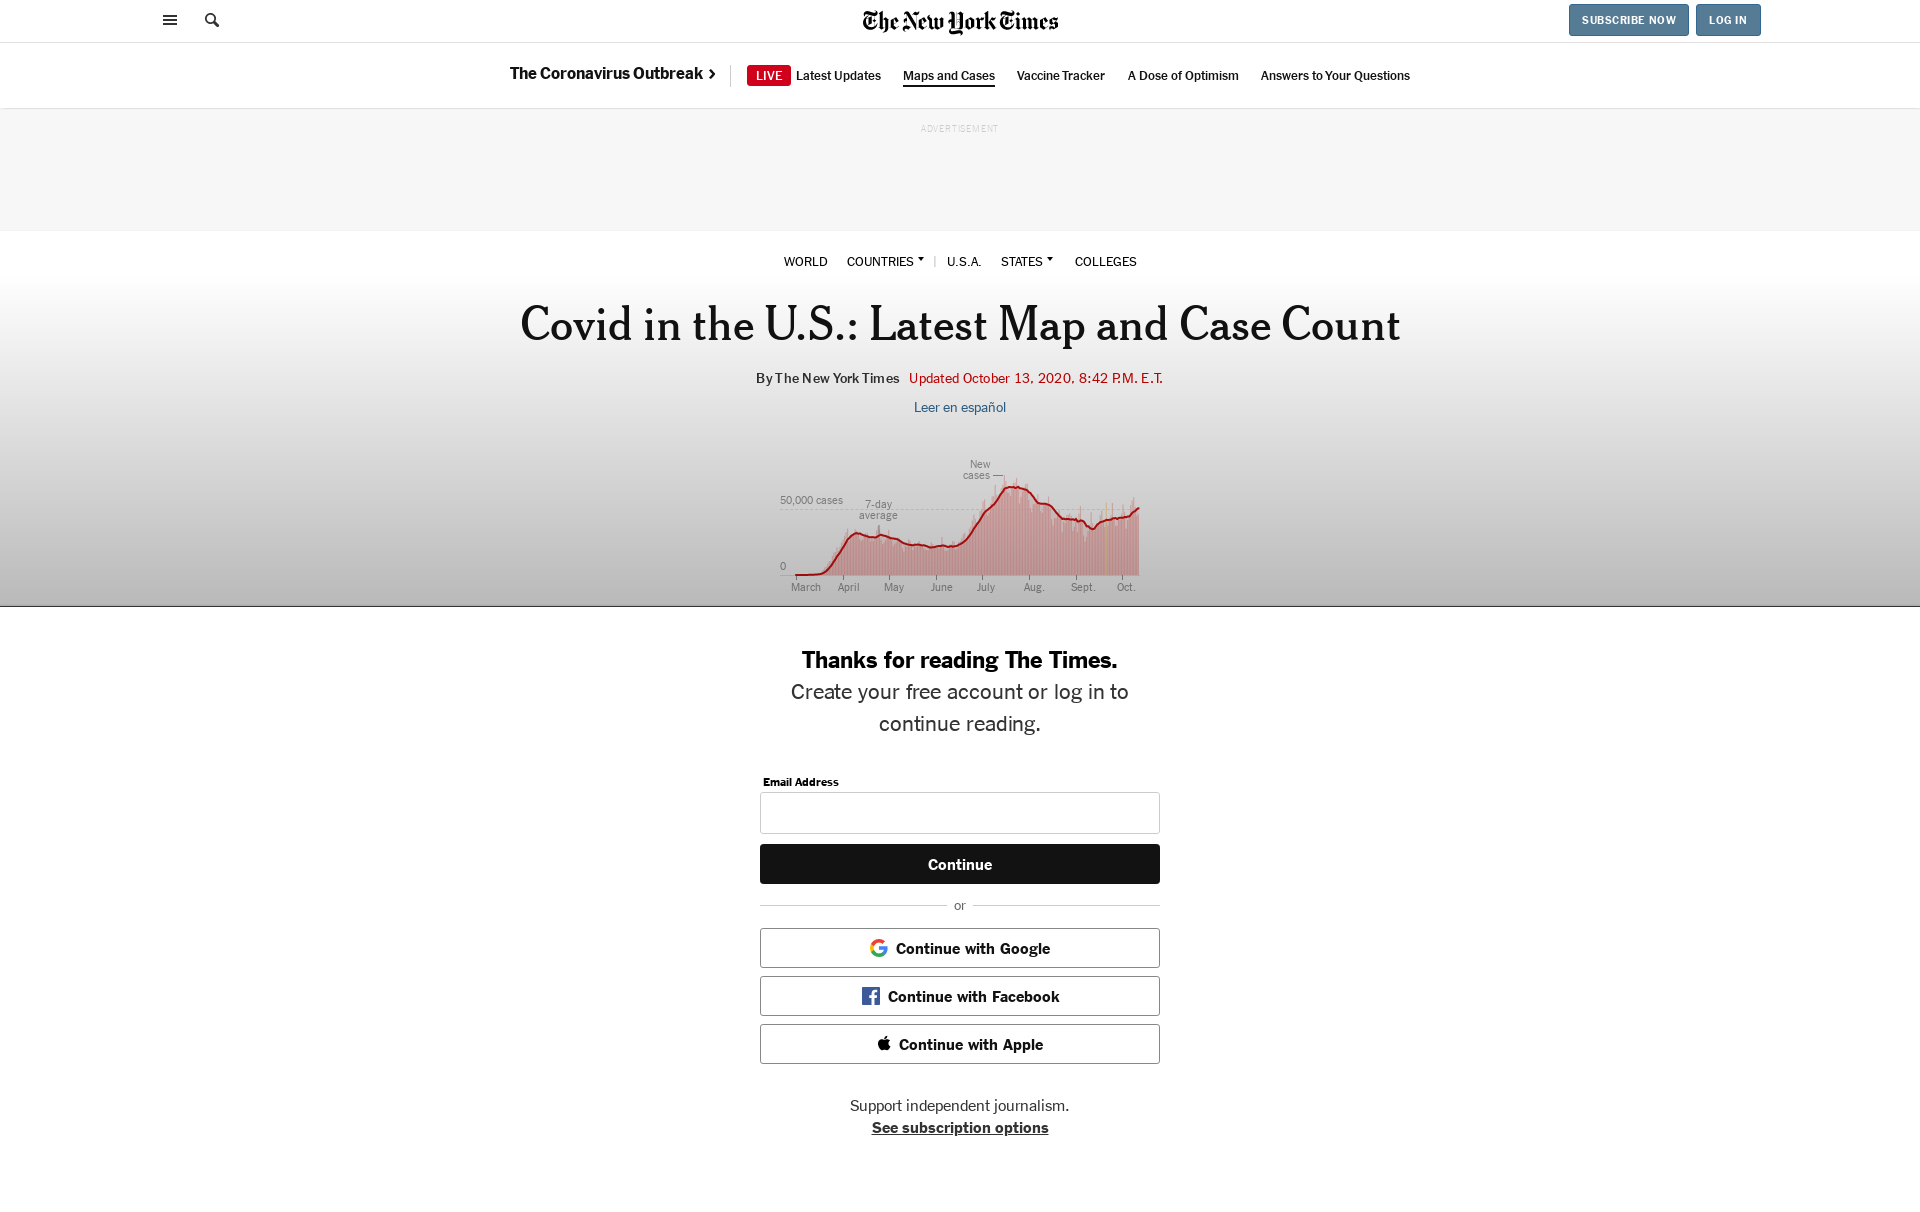 The New York Times
SUBSCRIBE NOW
LOG IN
The Coronavirus Outbreak
LIVE Latest Updates
Maps and Cases
Vaccine Tracker
A Dose of Optimism
Answers to Your Questions
ADVERTISEMENT
WORLD COUNTRIES | U.S.A. STATES COLLEGES
Covid in the U.S.: Latest Map and Case Count
By The New York Times Updated October 13, 2020, 8:42 P.M. E.T.
Leer en español
New
cases
50,000 cases
7-day
average
0
March April May June July Aug. Sept. Oct.
Thanks for reading The Times.
Create your free account or log in to
continue reading.
Email Address
Continue
or
Continue with Google
Continue with Facebook
Continue with Apple
Support independent journalism.
See subscription options